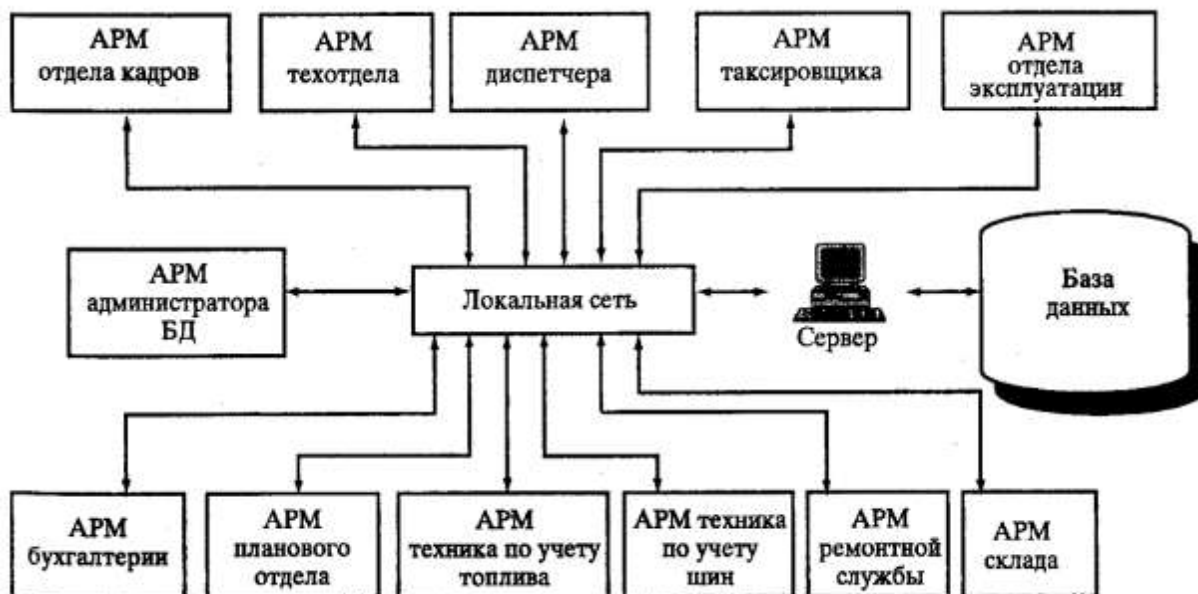 АРМ
отдела кадров
АРМ
техотдела
АРМ
диспетчера
АРМ
таксировщика
АРМ
отдела
эксплуатации
АРМ
администратора
БД
Локальная сеть
Сервер
База
данных
АРМ
бухгалтерии
АРМ
планового
отдела
АРМ
техника по учету
топлива
АРМ техника
по учету
шин
АРМ
ремонтной
службы
АРМ
склада